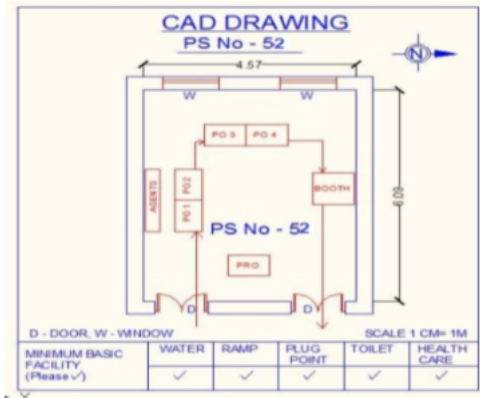 CAD DRAWING
PS No - 52
4.57
N
W
W
PO 3
PO 4
AGENTS
PO 2
PO 1
BOOTH
6.09
PS No - 52
PRO
D
D
D - DOOR, W - WINDOW
SCALE 1 CM= 1M
MINIMUM BASIC FACILITY (Please ✓)
WATER
RAMP
PLUG POINT
TOILET
HEALTH CARE
✓ ✓ ✓ ✓ ✓